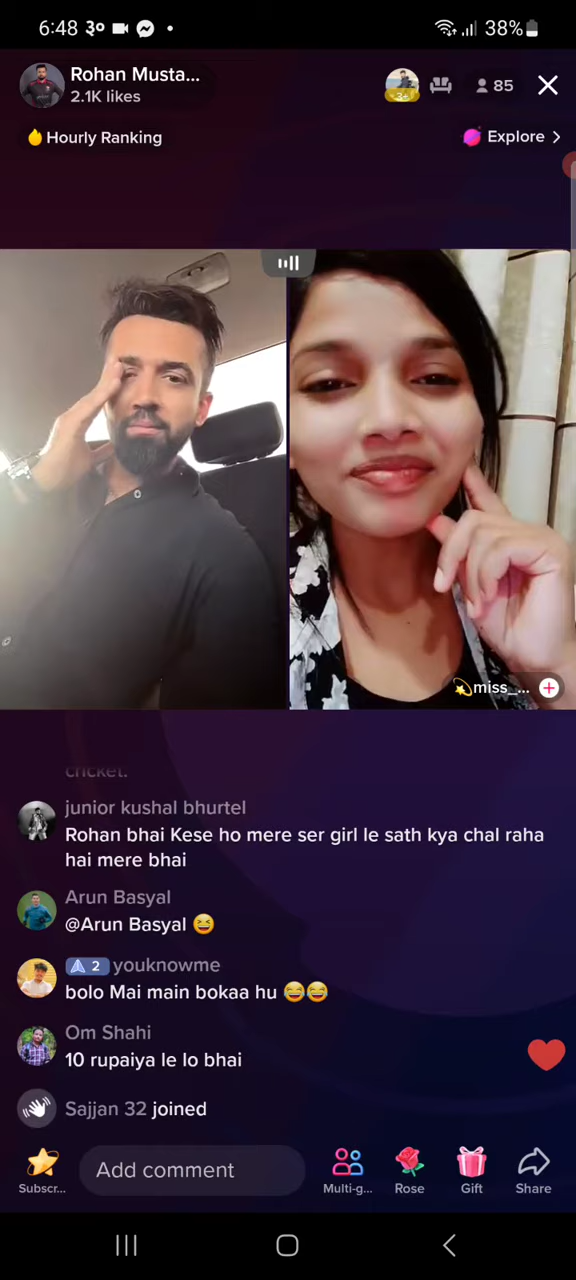 6:48 ३० 38%
Rohan Musta...
2.1K likes
3+
85
Hourly Ranking
Explore >
miss_...
cricket.
junior kushal bhurtel
Rohan bhai Kese ho mere ser girl le sath kya chal raha
hai mere bhai
Arun Basyal
@Arun Basyal 😆
2 youknowme
bolo Mai main bokaa hu 😂😂
Om Shahi
10 rupaiya le lo bhai
Sajjan 32 joined
Add comment
Subscr...
Multi-g...
Rose
Gift
Share